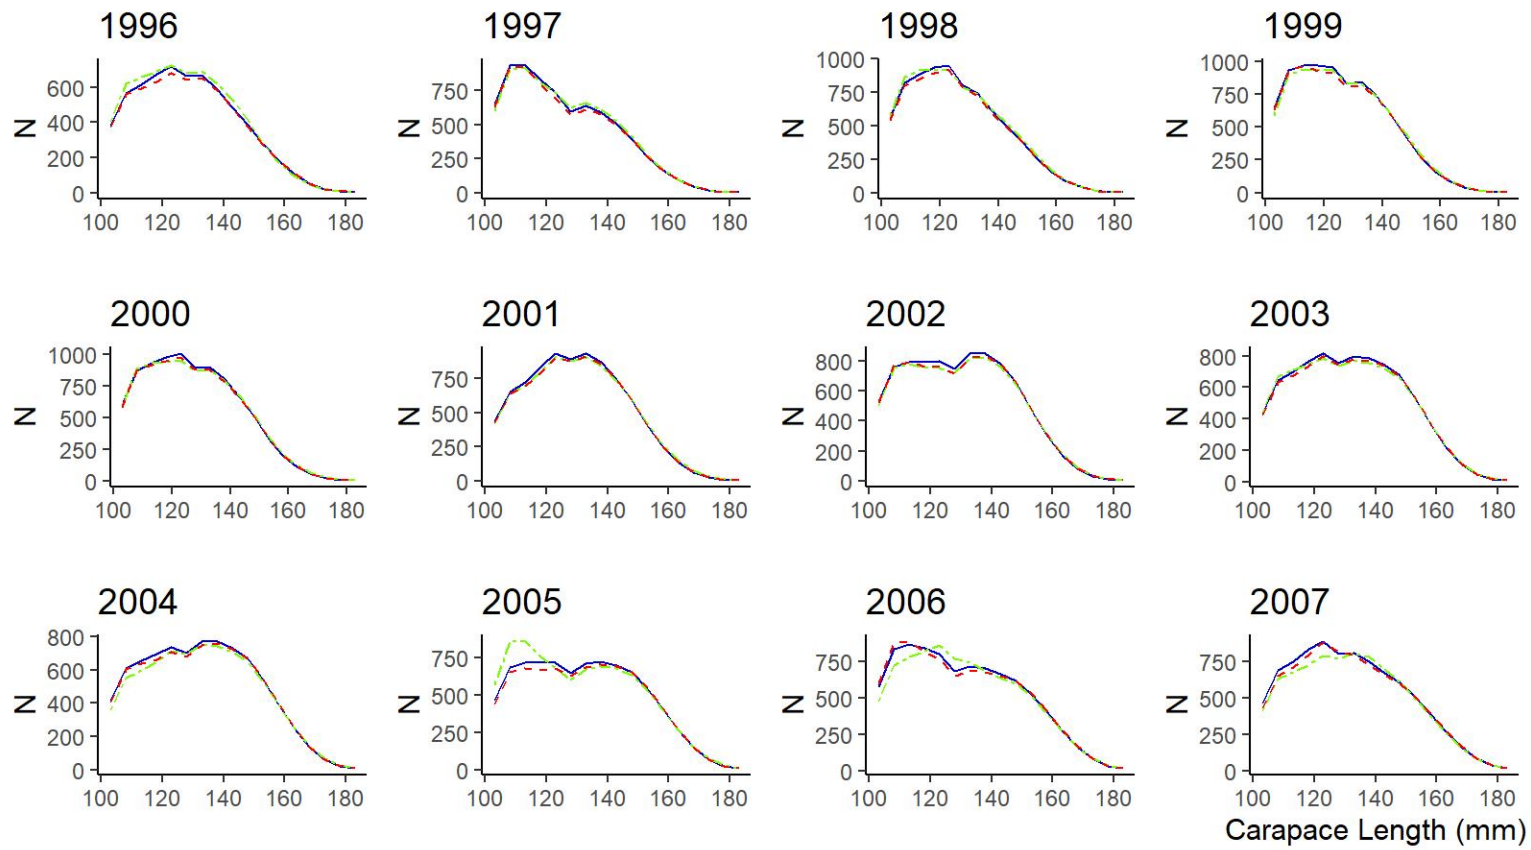 1996 1997 1998 1999
N 600 400 200 0 N 750 500 250 0 N 1000 750 500 250 0 N 1000 750 500 250 0
100 120 140 160 180 100 120 140 160 180 100 120 140 160 180 100 120 140 160 180
2000 2001 2002 2003
N 1000 750 500 250 0 N 750 500 250 0 N 800 600 400 200 0 N 800 600 400 200 0
100 120 140 160 180 100 120 140 160 180 100 120 140 160 180 100 120 140 160 180
2004 2005 2006 2007
N 800 600 400 200 0 N 750 500 250 0 N 750 500 250 0 N 750 500 250 0
100 120 140 160 180 100 120 140 160 180 100 120 140 160 180 100 120 140 160 180
Carapace Length (mm)